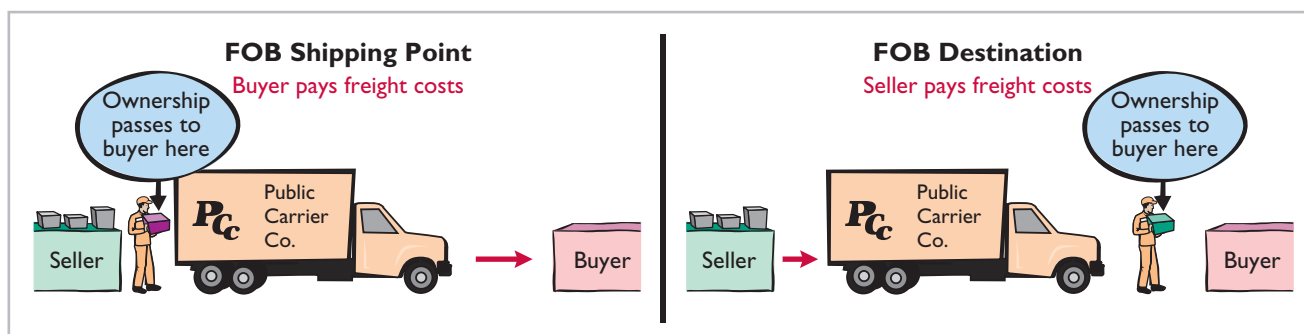 FOB Shipping Point
Buyer pays freight costs
Ownership
passes to
buyer here
PCc
Public
Carrier
Co.
Seller
Buyer
FOB Destination
Seller pays freight costs
Ownership
passes to
buyer here
PCc
Public
Carrier
Co.
Seller
Buyer